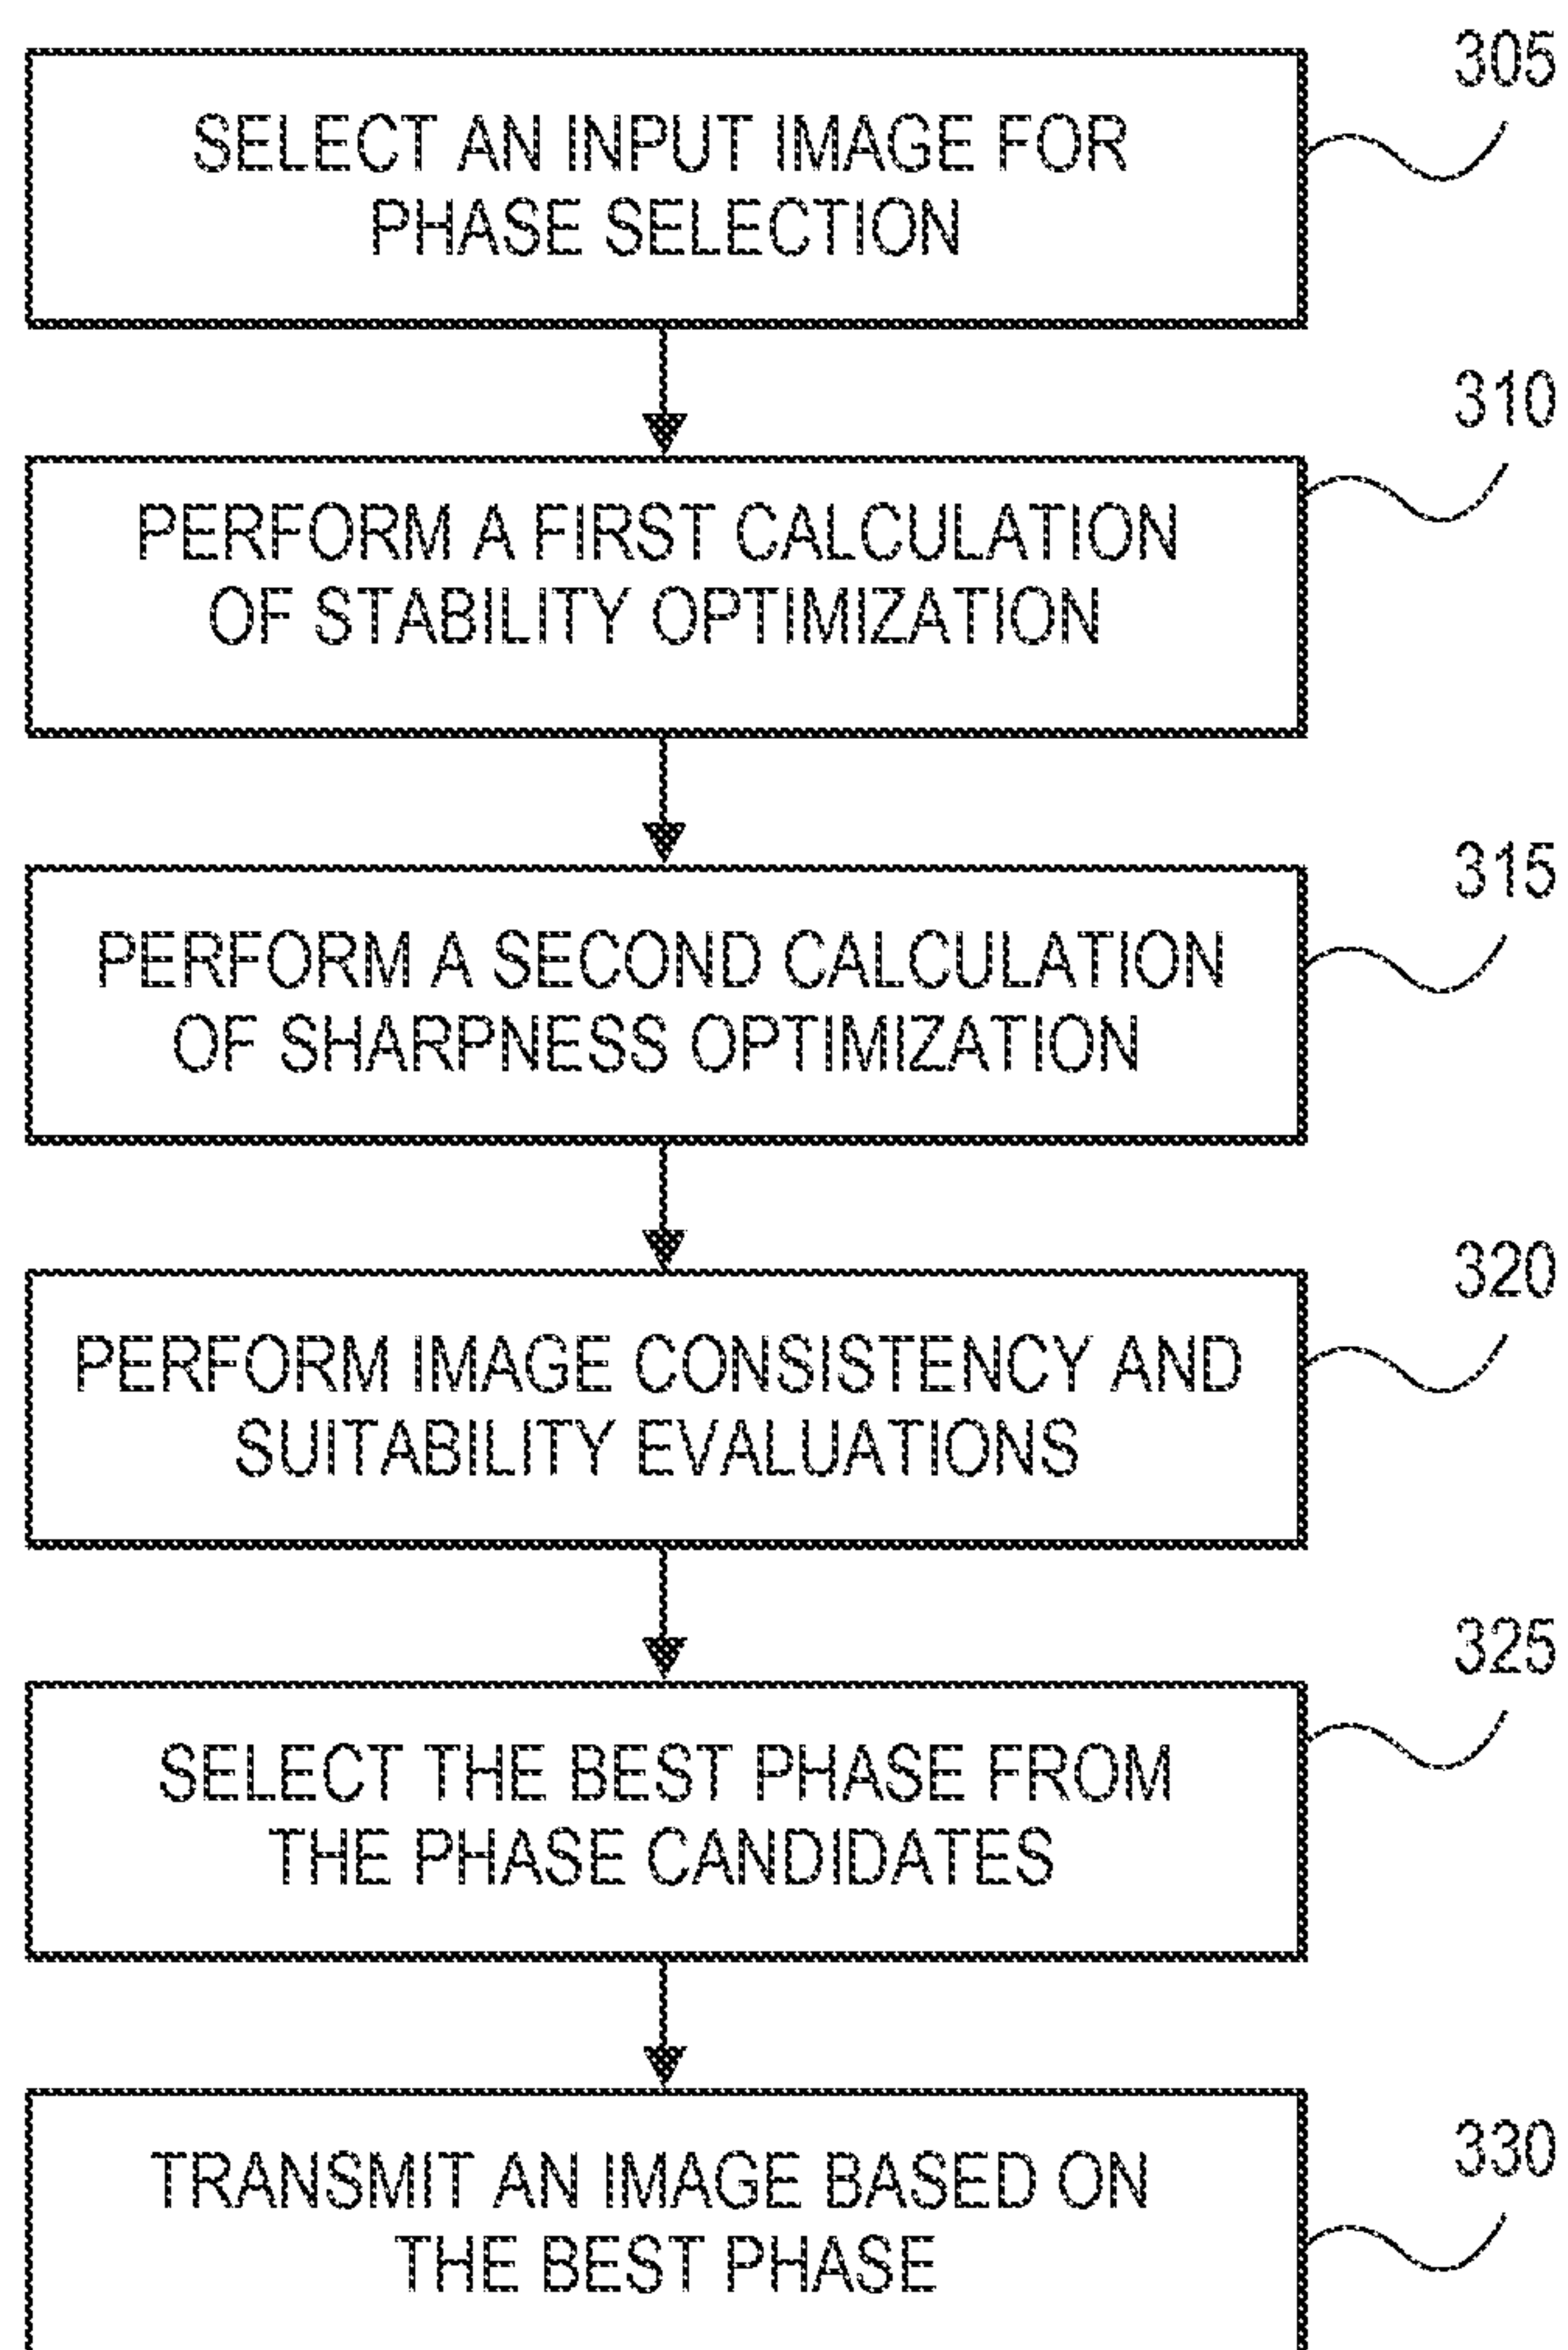 305
SELECT AN INPUT IMAGE FOR
PHASE SELECTION
310
PERFORM A FIRST CALCULATION
OF STABILITY OPTIMIZATION
315
PERFORM A SECOND CALCULATION
OF SHARPNESS OPTIMIZATION
320
PERFORM IMAGE CONSISTENCY AND
SUITABILITY EVALUATIONS
325
SELECT THE BEST PHASE FROM
THE PHASE CANDIDATES
330
TRANSMIT AN IMAGE BASED ON
THE BEST PHASE